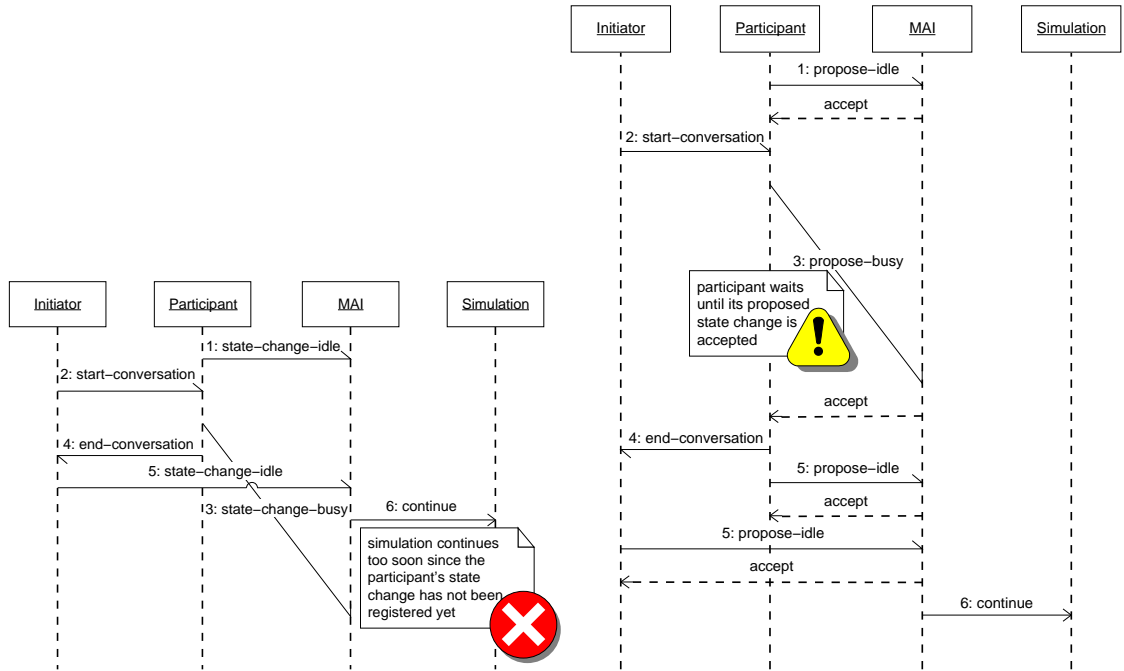 Initiator
Participant
MAI
Simulation
1: state−change−idle
2: start−conversation
4: end−conversation
5: state−change−idle
3: state−change−busy
6: continue
simulation continues
too soon since the
participant's state
change has not been
registered yet
Initiator
Participant
MAI
Simulation
1: propose−idle
accept
2: start−conversation
3: propose−busy
participant waits
until its proposed
state change is
accepted
accept
4: end−conversation
5: propose−idle
accept
5: propose−idle
accept
6: continue